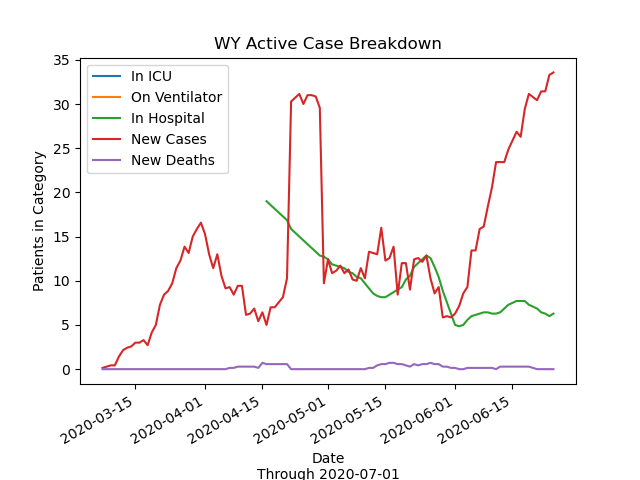 WY Active Case Breakdown
35
30
25
20
15
10
5
0
Patients in Category
In ICU
On Ventilator
In Hospital
New Cases
New Deaths
2020-03-15
2020-04-01
2020-04-15
2020-05-01
2020-05-15
2020-06-01
2020-06-15
Date
Through 2020-07-01